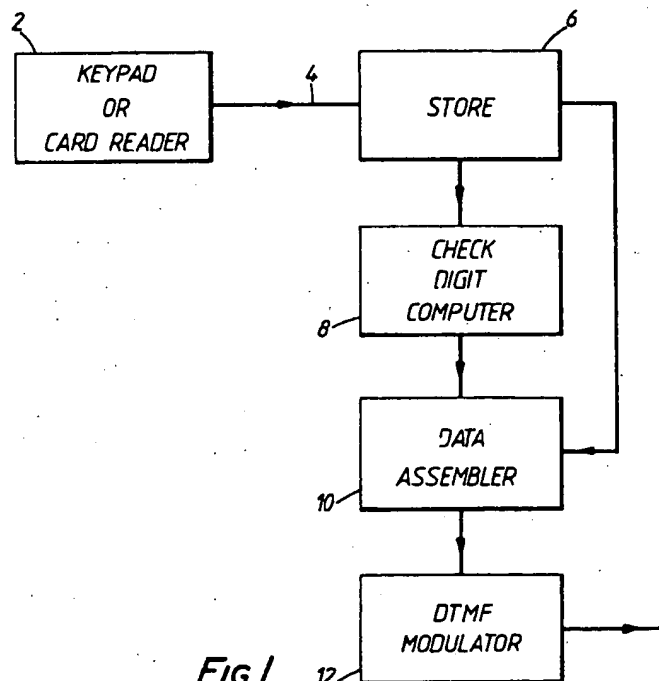 2
KEYPAD
OR
CARD READER
4
6
STORE
CHECK
DIGIT
COMPUTER
8
DATA
ASSEMBLER
10
DTMF
MODULATOR
12
FIG 1